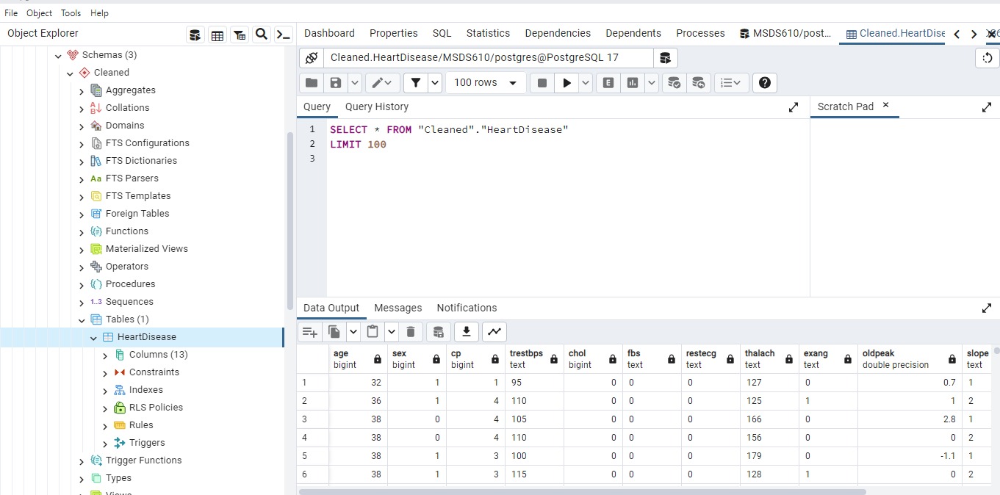 File Object Tools Help
Object Explorer
Dashboard Properties SQL Statistics Dependencies Dependents Processes MSDS610/post... Cleaned.HeartDise
Schemas (3)
Cleaned
Aggregates
Collations
Domains
FTS Configurations
FTS Dictionaries
Aa FTS Parsers
FTS Templates
Foreign Tables
Functions
Materialized Views
Operators
Procedures
1..3 Sequences
Tables (1)
HeartDisease
Columns (13)
Constraints
Indexes
RLS Policies
Rules
Triggers
Trigger Functions
Types
Views
Cleaned.HeartDisease/MSDS610/postgres@PostgreSQL 17
100 rows
E
Query Query History
Scratch Pad
1 SELECT * FROM "Cleaned"."HeartDisease"
2 LIMIT 100
3
Data Output Messages Notifications
age sex cp trestbps chol fbs restecg thalach exang oldpeak slope
bigint bigint bigint text bigint text text text text double precision text
1 32 1 1 95 0 0 0 127 0 0.7 1
2 36 1 4 110 0 0 0 125 1 1 2
3 38 0 4 105 0 0 0 166 0 2.8 1
4 38 0 4 110 0 0 0 156 0 0 2
5 38 1 3 100 0 0 0 179 0 -1.1 1
6 38 1 3 115 0 0 0 128 1 0 2